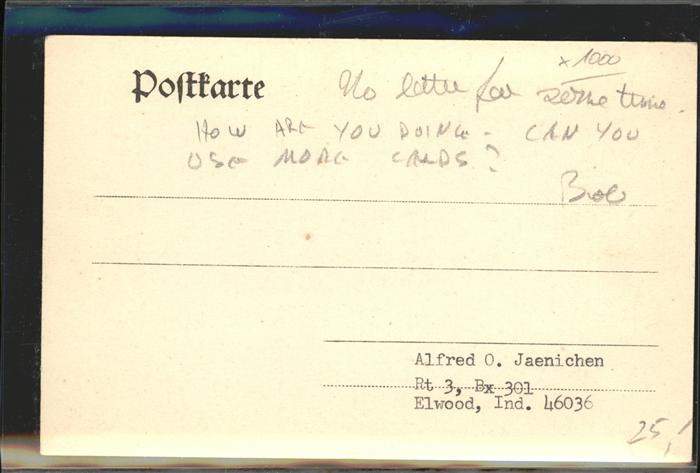 x 1000
Postkarte No letter for some time.
HOW ARE YOU DOING - CAN YOU
USE MORE CARDS?
Bob
Alfred O. Jaenichen
Rt 3, Bx 301
Elwood, Ind. 46036
25,-